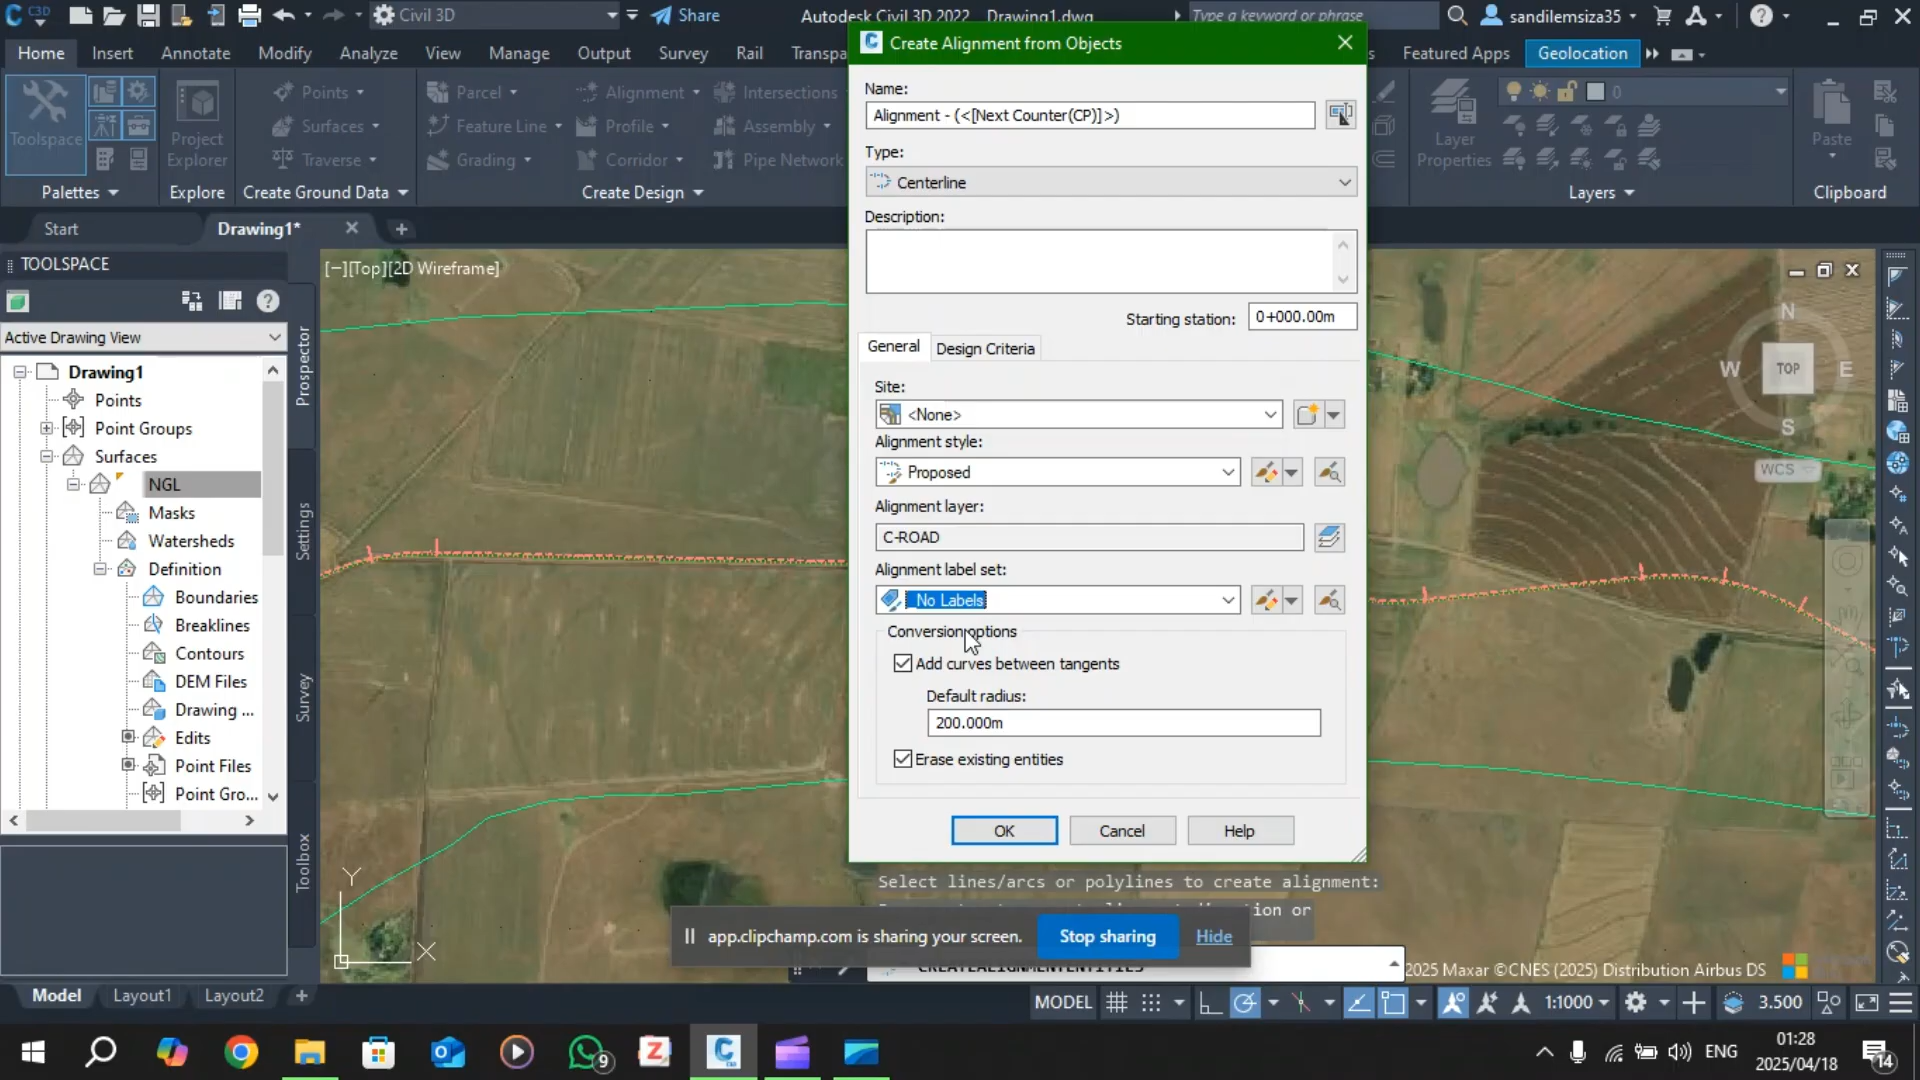 C3D
Civil 3D
Share
Autodesk Civil 3D 2022 Drawing1.dwg
Type a keyword or phrase
sandilemsiza35
Home
Insert
Annotate
Modify
Analyze
View
Manage
Output
Survey
Rail
Featured Apps
Geolocation
Toolspace
Palettes
Project
Explorer
Explore
Points
Surfaces
Traverse
Create Ground Data
Parcel
Feature Line
Grading
Alignment
Profile
Corridor
Create Design
Intersections
Assembly
Pipe Network
Layer
Properties
0
Layers
Paste
Clipboard
Start
Drawing1*
TOOLSPACE
Active Drawing View
Drawing1
Points
Point Groups
Surfaces
NGL
Masks
Watersheds
Definition
Boundaries
Breaklines
Contours
DEM Files
Drawing ...
Edits
Point Files
Point Gro...
Prospector
Settings
Survey
Toolbox
[−][Top][2D Wireframe]
Y
X
N
W
TOP
E
S
WCS
Create Alignment from Objects
Name:
Alignment - (<[Next Counter(CP)]>)
Type:
Centerline
Description:
Starting station:
0+000.00m
General
Design Criteria
Site:
<None>
Alignment style:
Proposed
Alignment layer:
C-ROAD
Alignment label set:
_No Labels
Conversion options
Add curves between tangents
Default radius:
200.000m
Erase existing entities
OK
Cancel
Help
Select lines/arcs or polylines to create alignment:
app.clipchamp.com is sharing your screen.
Stop sharing
Hide
2025 Maxar ©CNES (2025) Distribution Airbus DS
Model
Layout1
Layout2
MODEL
1:1000
3.500
9
ENG
01:28
2025/04/18
14